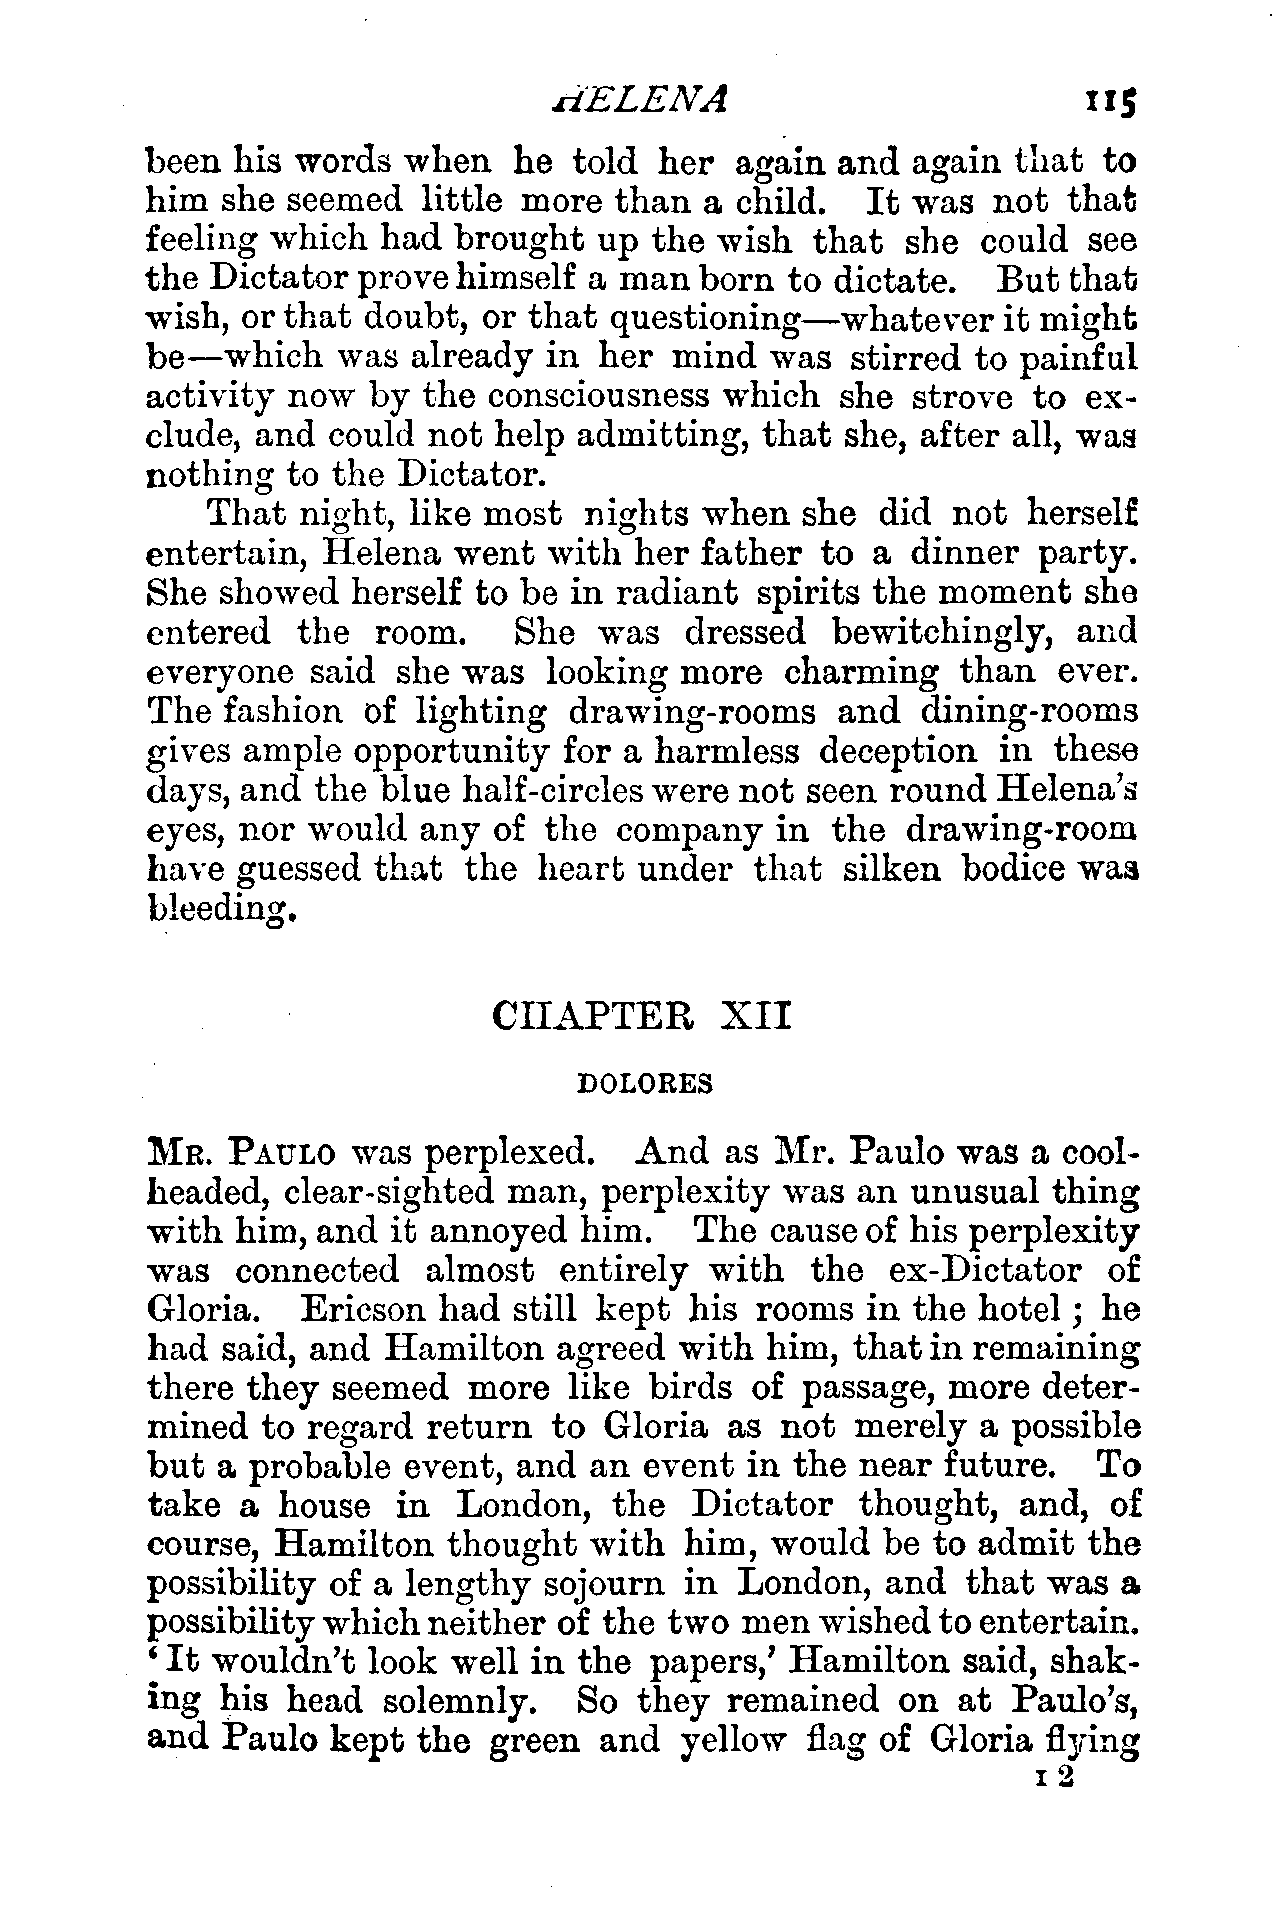 HELENA 115
been his words when he told her again and again that to
him she seemed little more than a child. It was not that
feeling which had brought up the wish that she could see
the Dictator prove himself a man born to dictate. But that
wish, or that doubt, or that questioning—whatever it might
be—which was already in her mind was stirred to painful
activity now by the consciousness which she strove to ex-
clude, and could not help admitting, that she, after all, was
nothing to the Dictator.
That night, like most nights when she did not herself
entertain, Helena went with her father to a dinner party.
She showed herself to be in radiant spirits the moment she
entered the room. She was dressed bewitchingly, and
everyone said she was looking more charming than ever.
The fashion of lighting drawing-rooms and dining-rooms
gives ample opportunity for a harmless deception in these
days, and the blue half-circles were not seen round Helena's
eyes, nor would any of the company in the drawing-room
have guessed that the heart under that silken bodice was
bleeding.
CHAPTER XII
DOLORES
MR. PAULO was perplexed. And as Mr. Paulo was a cool-
headed, clear-sighted man, perplexity was an unusual thing
with him, and it annoyed him. The cause of his perplexity
was connected almost entirely with the ex-Dictator of
Gloria. Ericson had still kept his rooms in the hotel; he
had said, and Hamilton agreed with him, that in remaining
there they seemed more like birds of passage, more deter-
mined to regard return to Gloria as not merely a possible
but a probable event, and an event in the near future. To
take a house in London, the Dictator thought, and, of
course, Hamilton thought with him, would be to admit the
possibility of a lengthy sojourn in London, and that was a
possibility which neither of the two men wished to entertain.
'It wouldn't look well in the papers,' Hamilton said, shak-
ing his head solemnly. So they remained on at Paulo's,
and Paulo kept the green and yellow flag of Gloria flying
I 2